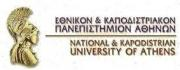 ΕΘΝΙΚΟΝ & ΚΑΠΟΔΙΣΤΡΙΑΚΟΝ
ΠΑΝΕΠΙΣΤΗΜΙΟΝ ΑΘΗΝΩΝ
NATIONAL & KAPODISTRIAN
UNIVERSITY OF ATHENS